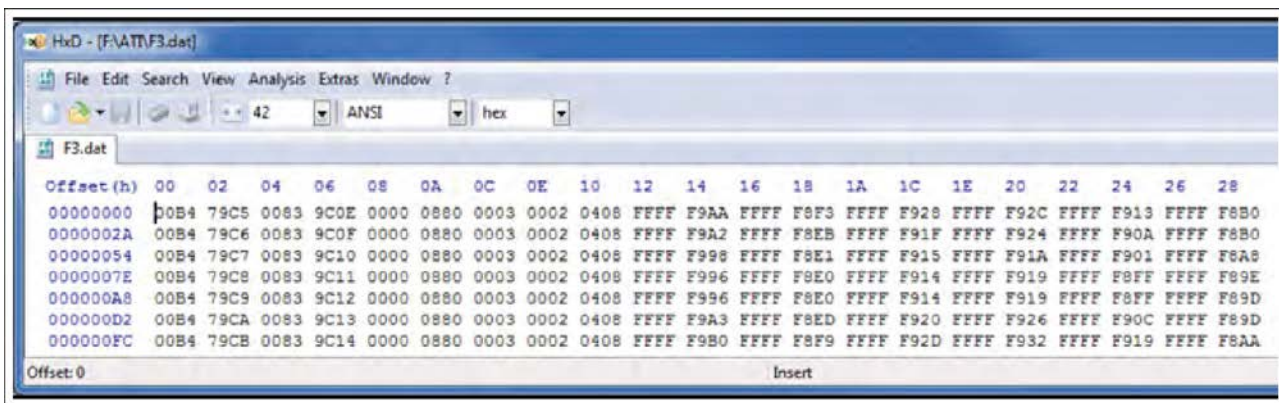 HxD - [F:\ATT\F3.dat]
File Edit Search View Analysis Extras Window ?
42 ANSI hex
F3.dat
Offset(h) 00 02 04 06 08 0A 0C 0E 10 12 14 16 18 1A 1C 1E 20 22 24 26 28
00000000 00B4 79C5 0083 9C0E 0000 0880 0003 0002 0408 FFFF F9AA FFFF F8F3 FFFF F928 FFFF F92C FFFF F913 FFFF F8B0
0000002A 00B4 79C6 0083 9C0F 0000 0880 0003 0002 0408 FFFF F9A2 FFFF F8EB FFFF F91F FFFF F924 FFFF F90A FFFF F8B0
00000054 00B4 79C7 0083 9C10 0000 0880 0003 0002 0408 FFFF F998 FFFF F8E1 FFFF F915 FFFF F91A FFFF F901 FFFF F8A8
0000007E 00B4 79C8 0083 9C11 0000 0880 0003 0002 0408 FFFF F996 FFFF F8E0 FFFF F914 FFFF F919 FFFF F8FF FFFF F89E
000000A8 00B4 79C9 0083 9C12 0000 0880 0003 0002 0408 FFFF F996 FFFF F8E0 FFFF F914 FFFF F919 FFFF F8FF FFFF F89D
000000D2 00B4 79CA 0083 9C13 0000 0880 0003 0002 0408 FFFF F9A3 FFFF F8ED FFFF F920 FFFF F926 FFFF F90C FFFF F89D
000000FC 00B4 79CB 0083 9C14 0000 0880 0003 0002 0408 FFFF F9B0 FFFF F8F9 FFFF F92D FFFF F932 FFFF F919 FFFF F8AA
Offset: 0 Insert